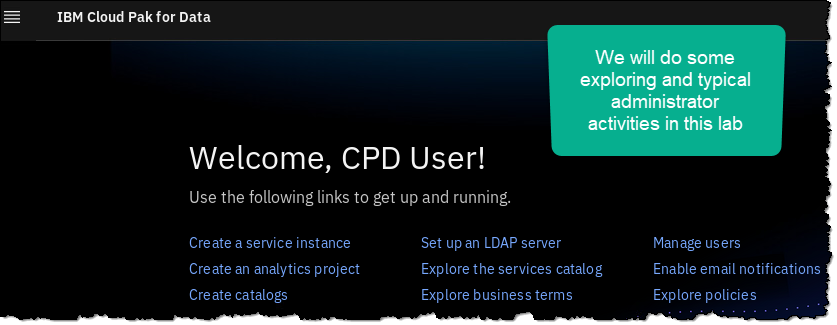 IBM Cloud Pak for Data
We will do some
exploring and typical
administrator
activities in this lab
Welcome, CPD User!
Use the following links to get up and running.
Create a service instance
Set up an LDAP server
Manage users
Create an analytics project
Explore the services catalog
Enable email notifications
Create catalogs
Explore business terms
Explore policies